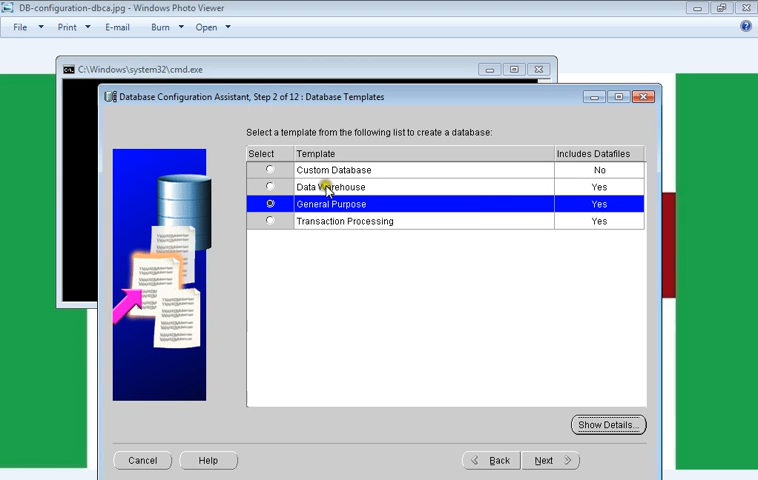 DB-configuration-dbca.jpg - Windows Photo Viewer
File Print E-mail Burn Open
C:\Windows\system32\cmd.exe
Database Configuration Assistant, Step 2 of 12 : Database Templates
Select a template from the following list to create a database:
Select Template Includes Datafiles
Custom Database No
Data Warehouse Yes
General Purpose Yes
Transaction Processing Yes
Show Details...
Cancel Help Back Next